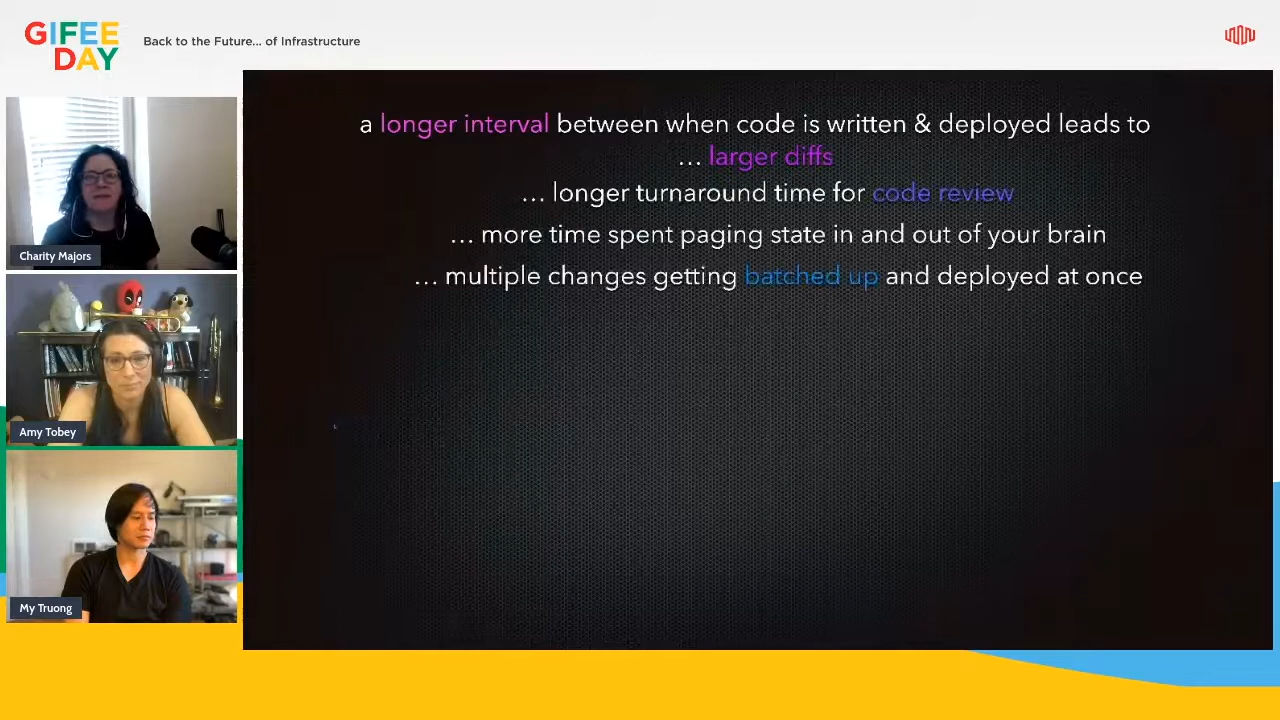 GIFEE
DAY
Back to the Future... of Infrastructure
a longer interval between when code is written & deployed leads to
… larger diffs
… longer turnaround time for code review
… more time spent paging state in and out of your brain
… multiple changes getting batched up and deployed at once
Charity Majors
Amy Tobey
My Truong